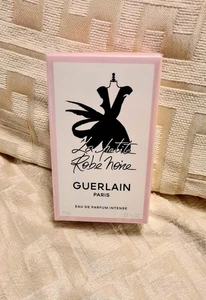 La petite
Robe Noire
GUERLAIN
PARIS
EAU DE PARFUM INTENSE